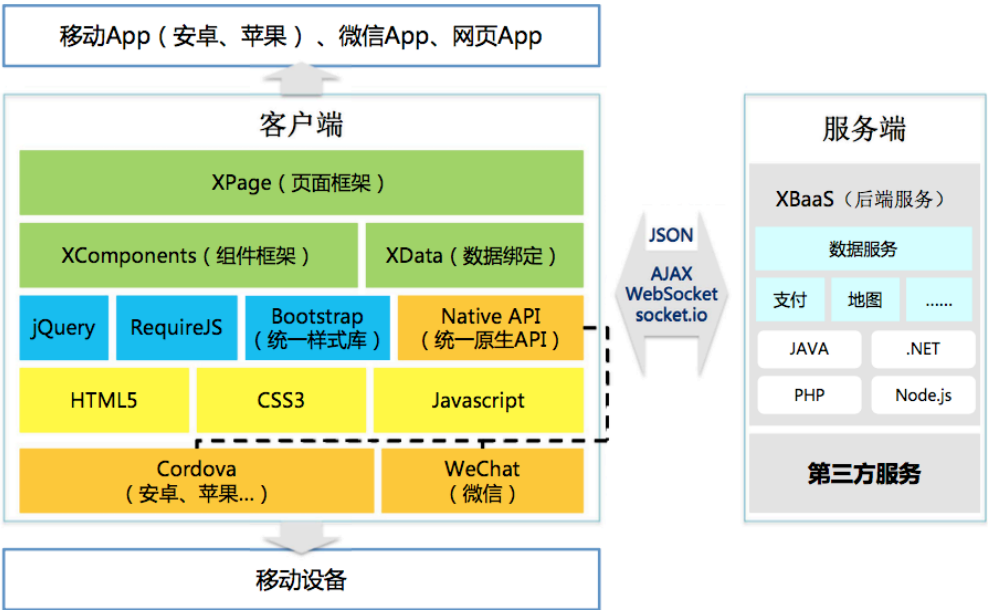 移动App（安卓、苹果）、微信App、网页App
客户端
XPage（页面框架）
XComponents（组件框架）
XData（数据绑定）
jQuery
RequireJS
Bootstrap
（统一样式库）
Native API
（统一原生API）
HTML5
CSS3
Javascript
Cordova
（安卓、苹果...）
WeChat
（微信）
移动设备
JSON
AJAX
WebSocket
socket.io
服务端
XBaaS（后端服务）
数据服务
支付
地图
......
JAVA
.NET
PHP
Node.js
第三方服务